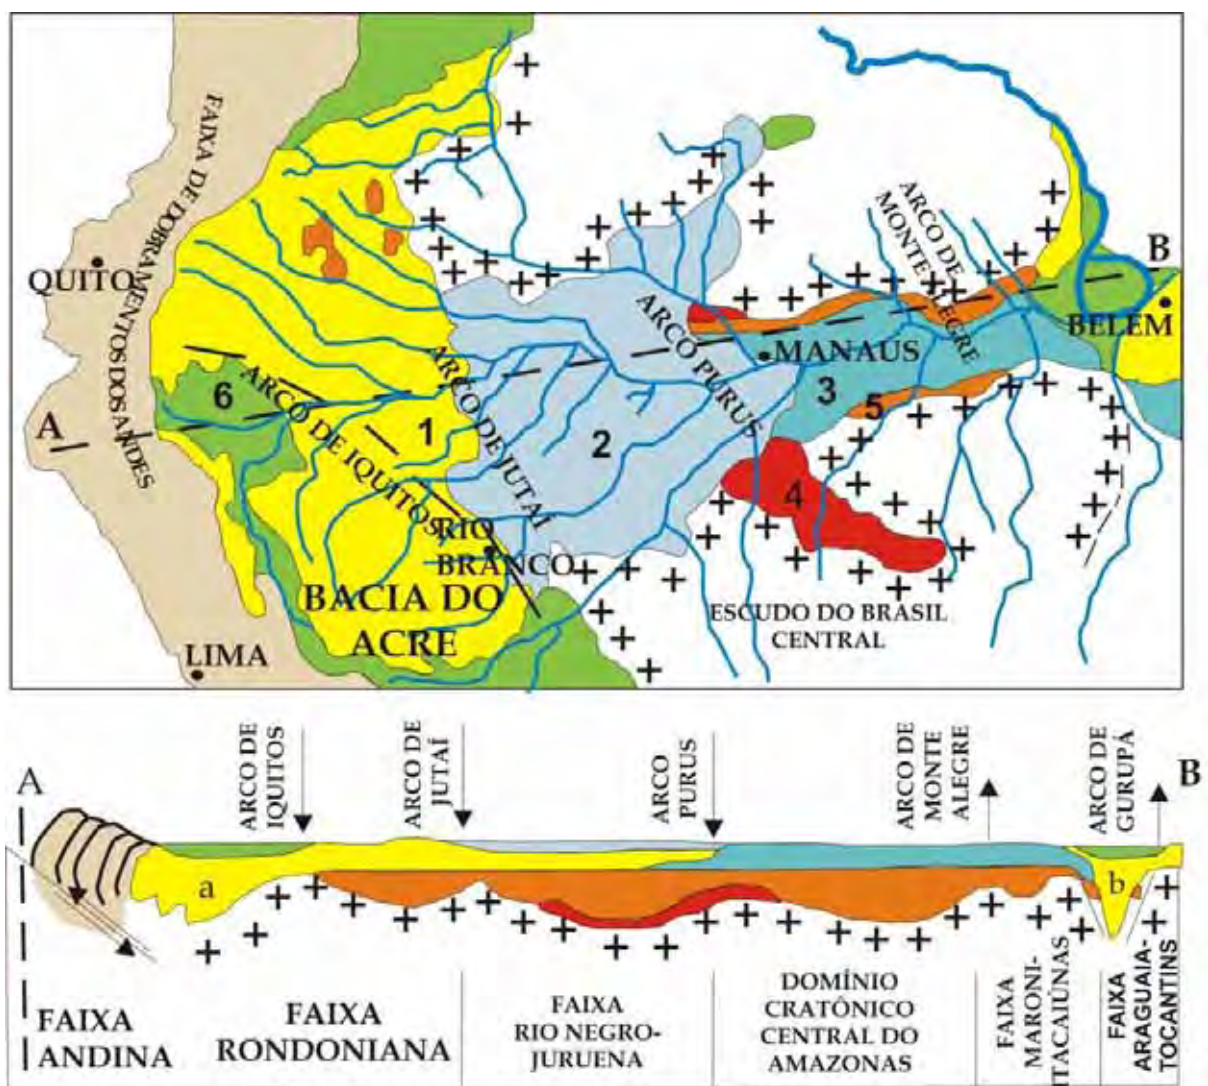 FAIXA DE DOBRAMENTOS DOS ANDES
QUITO
A
6
ARCO DE IQUITOS
1
ARCO DE JUTAÍ
2
ARCO PURUS
ARCO DE
MONTE ALEGRE
B
BELÉM
MANAUS
3
5
4
RIO
BRANCO
BACIA DO
ACRE
LIMA
ESCUDO DO BRASIL
CENTRAL
A
ARCO DE
IQUITOS
ARCO DE
JUTAÍ
ARCO
PURUS
ARCO DE
MONTE
ALEGRE
ARCO DE
GURUPÁ
B
a
b
FAIXA
ANDINA
FAIXA
RONDONIANA
FAIXA
RIO NEGRO-
JURUENA
DOMÍNIO
CRATÔNICO
CENTRAL DO
AMAZONAS
FAIXA
MARONI-
ITACAIÚNAS
FAIXA
ARAGUAIA-
TOCANTINS